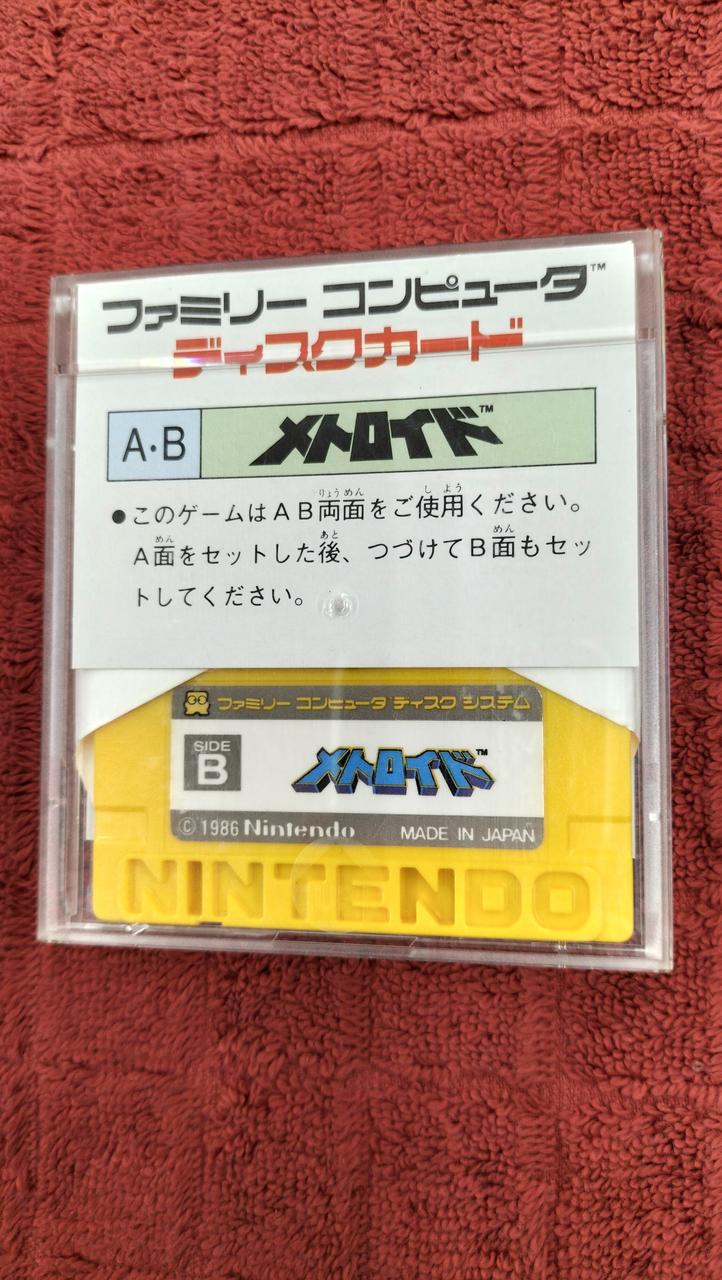 ファミリー コンピュータ™
ディスクカード
A・B メトロイド™
●このゲームはAB両面をご使用ください。
A面をセットした後、つづけてB面もセッ
トしてください。
ファミリー コンピュータ ディスク システム
SIDE
B
メトロイド™
©1986 Nintendo MADE IN JAPAN
NINTENDO